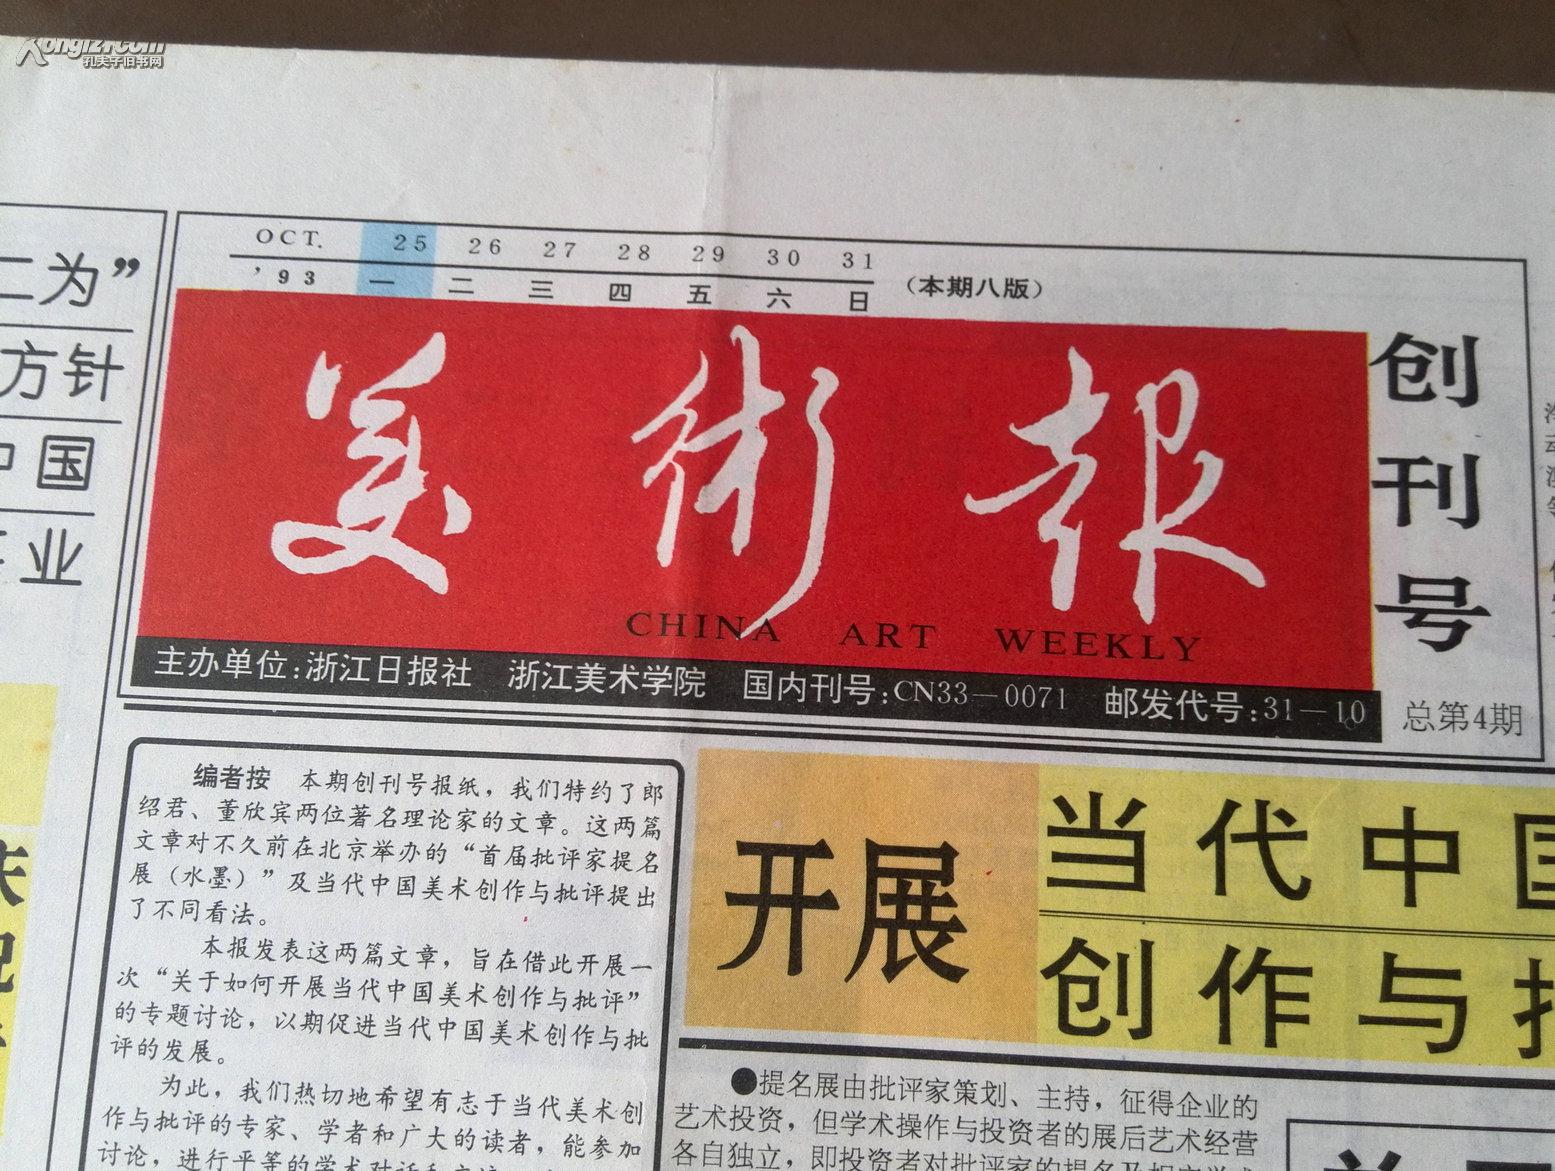 Kongfz.com
孔夫子旧书网
二为”
方针
中国
业
OCT. 25 26 27 28 29 30 31
'93 一 二 三 四 五 六 日 (本期八版)
美術報
CHINA ART WEEKLY
创刊号
主办单位:浙江日报社 浙江美术学院 国内刊号:CN33-0071 邮发代号:31-10
总第4期
编者按 本期创刊号报纸，我们特约了郎
绍君、董欣宾两位著名理论家的文章。这两篇
文章对不久前在北京举办的“首届批评家提名
展（水墨）”及当代中国美术创作与批评提出
了不同看法。
本报发表这两篇文章，旨在借此开展一
次“关于如何开展当代中国美术创作与批评”
的专题讨论，以期促进当代中国美术创作与批
评的发展。
为此，我们热切地希望有志于当代美术创
作与批评的专家、学者和广大的读者，能参加
讨论，进行平等的学术对话和
开展
当代中国
创作与
●提名展由批评家策划、主持，征得企业的
艺术投资，但学术操作与投资者的展后艺术经营
各自独立，即投资者对批评家的提名及